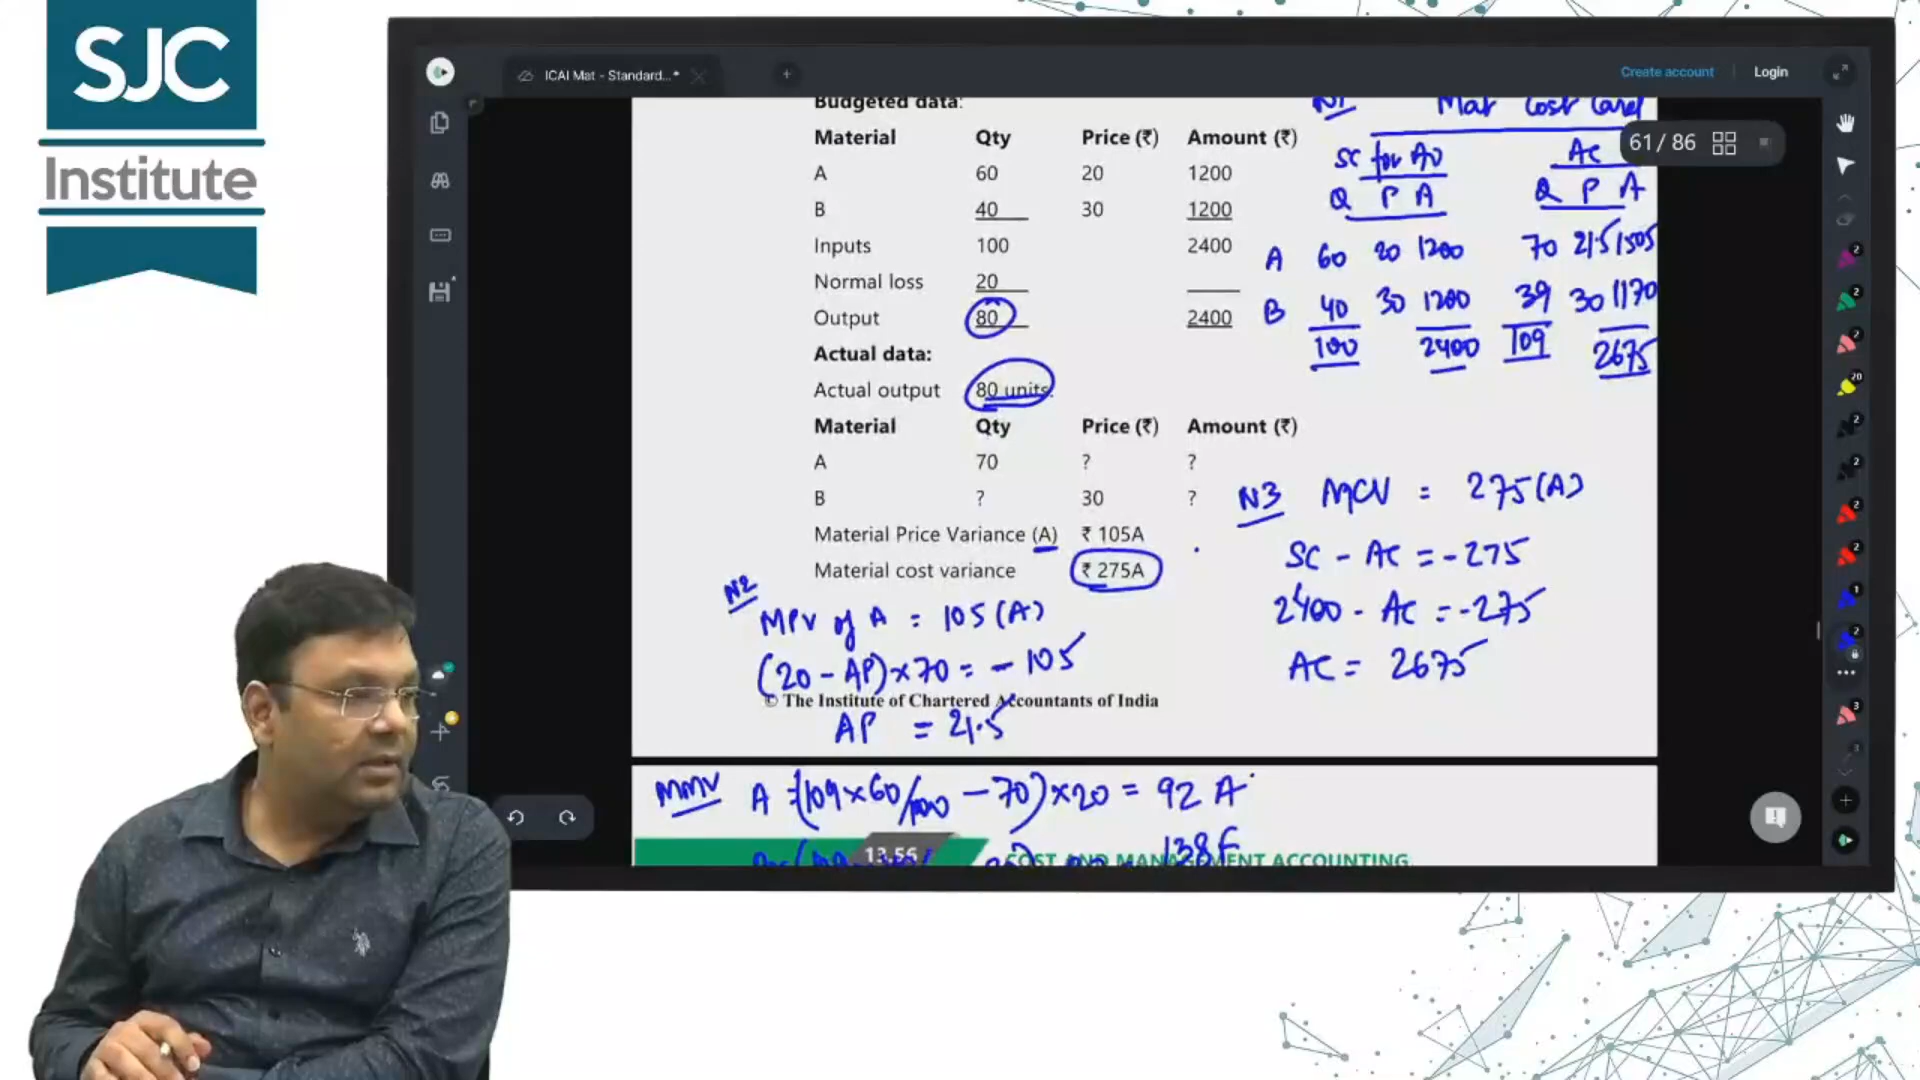 SJC
Institute
ICAI Mat - Standard...*
Create account
Login
61 / 86
Budgeted data:
Material Qty Price (₹) Amount (₹)
A 60 20 1200
B 40 30 1200
Inputs 100 2400
Normal loss 20
Output 80 2400
Actual data:
Actual output 80 units.
Material Qty Price (₹) Amount (₹)
A 70 ? ?
B ? 30 ?
Material Price Variance (A) ₹ 105A
Material cost variance ₹ 275A
N1 Mat Cost Card
SC for AO AC
Q P A Q P A
A 60 20 1200 70 21.5 1505
B 40 30 1200 39 30 1170
100 2400 109 2675
N3 MCV = 275(A)
SC - AC = -275
2400 - AC = -275
AC = 2675
N2
MPV of A = 105(A)
(20 - AP) × 70 = - 105
© The Institute of Chartered Accountants of India
AP = 21.5
MMV A = (109×60/100 - 70)×20 = 92 A
138F
13.56 COST AND MANAGEMENT ACCOUNTING